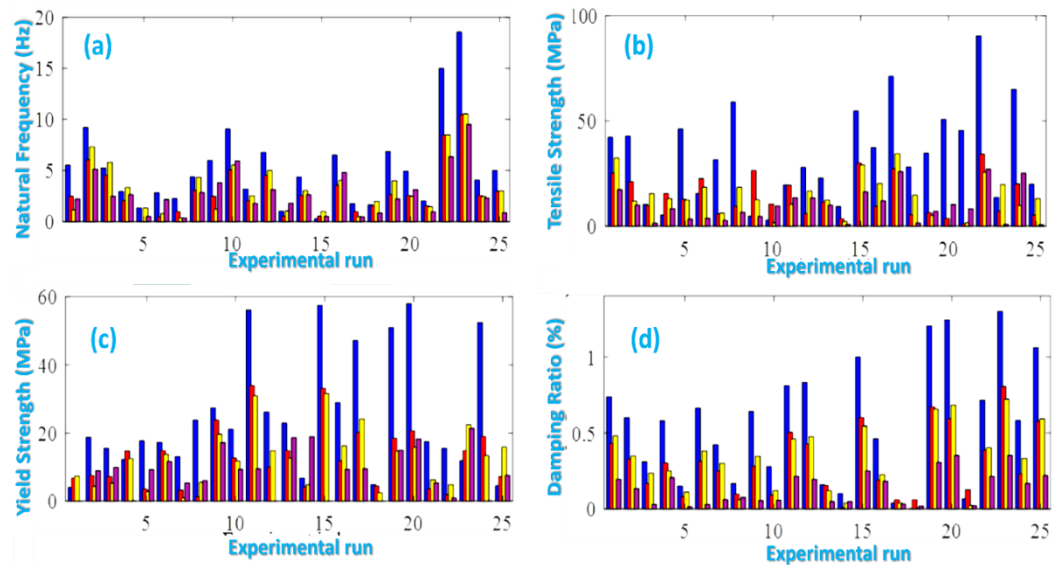 Natural Frequency (Hz)
20
15
10
5
0
(a)
5
10
15
20
25
Experimental run
Tensile Strength (MPa)
100
50
0
(b)
5
10
15
20
25
Experimental run
Yield Strength (MPa)
60
40
20
0
(c)
5
10
15
20
25
Experimental run
Damping Ratio (%)
1
0.5
0
(d)
5
10
15
20
25
Experimental run